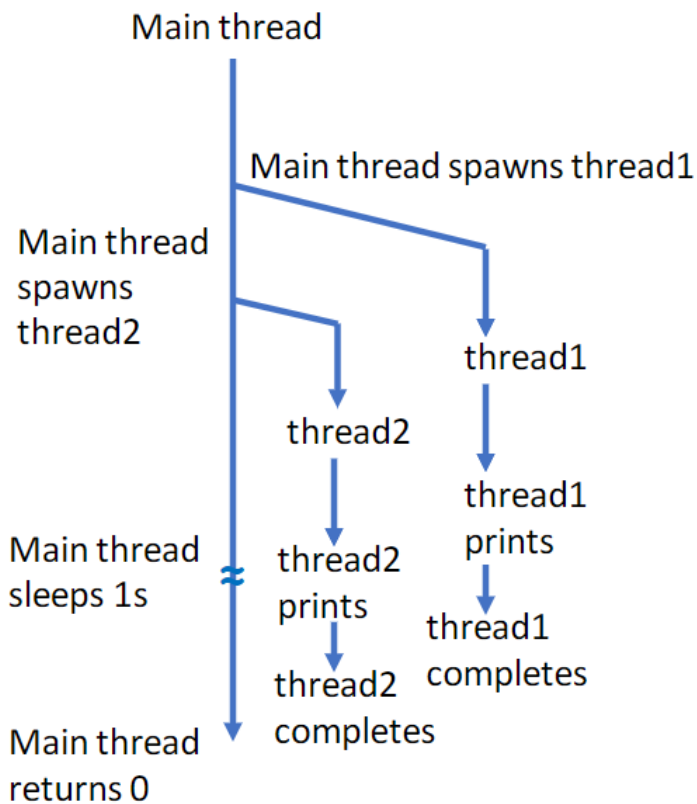 Main thread
Main thread spawns thread1
Main thread
spawns
thread2
thread1
thread2
thread1
prints
Main thread
sleeps 1s
thread2
prints
thread1
completes
thread2
completes
Main thread
returns 0